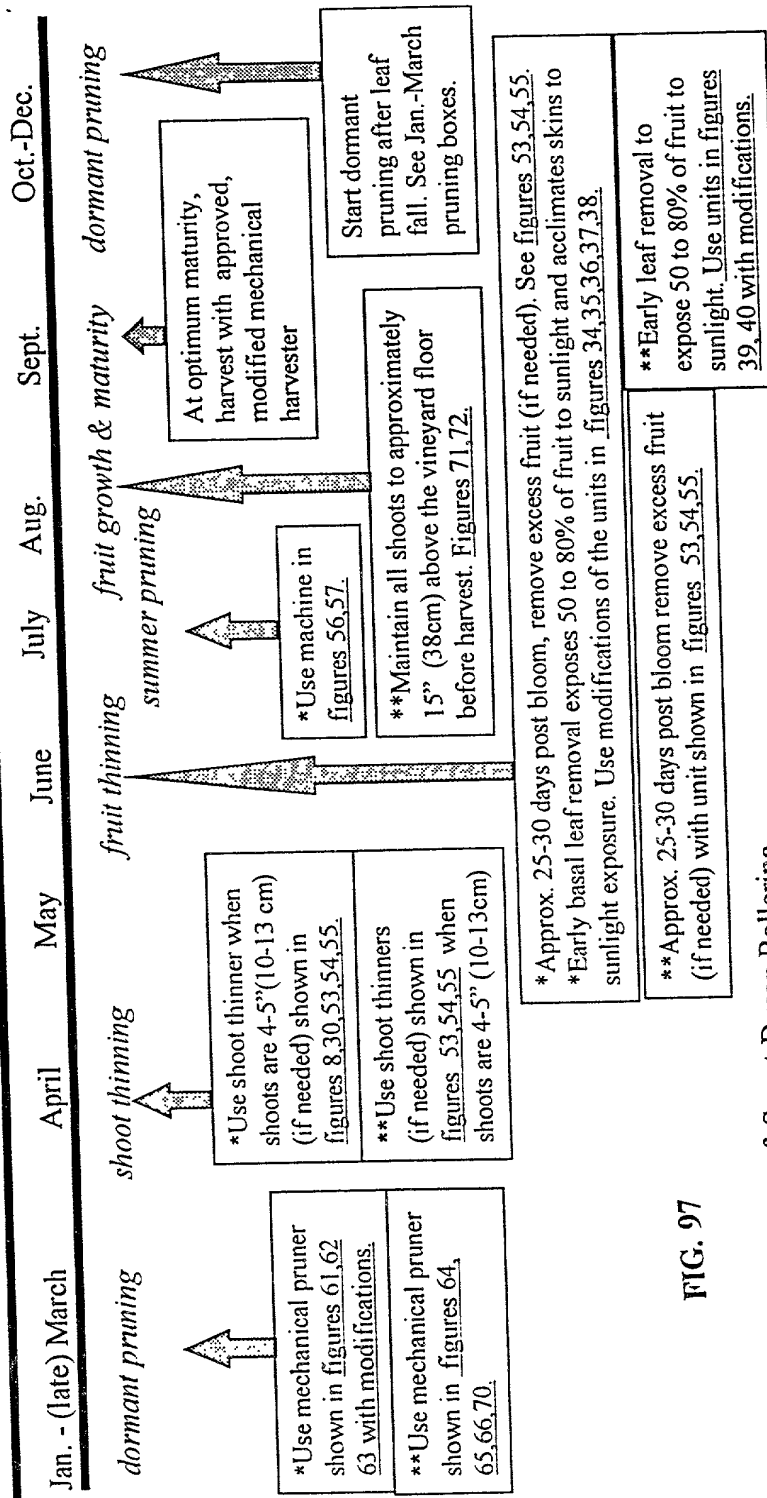 Jan. - (late) March April May June July Aug. Sept. Oct.-Dec.
dormant pruning shoot thinning fruit thinning fruit growth & maturity dormant pruning
summer pruning
*Use mechanical pruner
shown in figures 61,62
63 with modifications.
**Use mechanical pruner
shown in figures 64,
65,66,70.
*Use shoot thinner when
shoots are 4-5"(10-13 cm)
(if needed) shown in
figures 8,30,53,54,55.
**Use shoot thinners
(if needed) shown in
figures 53,54,55 when
shoots are 4-5" (10-13cm)
*Use machine in
figures 56,57.
**Maintain all shoots to approximately
15" (38cm) above the vineyard floor
before harvest. Figures 71,72.
At optimum maturity,
harvest with approved,
modified mechanical
harvester
Start dormant
pruning after leaf
fall. See Jan.-March
pruning boxes.
*Approx. 25-30 days post bloom, remove excess fruit (if needed). See figures 53,54,55.
*Early basal leaf removal exposes 50 to 80% of fruit to sunlight and acclimates skins to
sunlight exposure. Use modifications of the units in figures 34,35,36,37,38.
**Approx. 25-30 days post bloom remove excess fruit
(if needed) with unit shown in figures 53,54,55.
**Early leaf removal to
expose 50 to 80% of fruit to
sunlight. Use units in figures
39, 40 with modifications.
FIG. 97